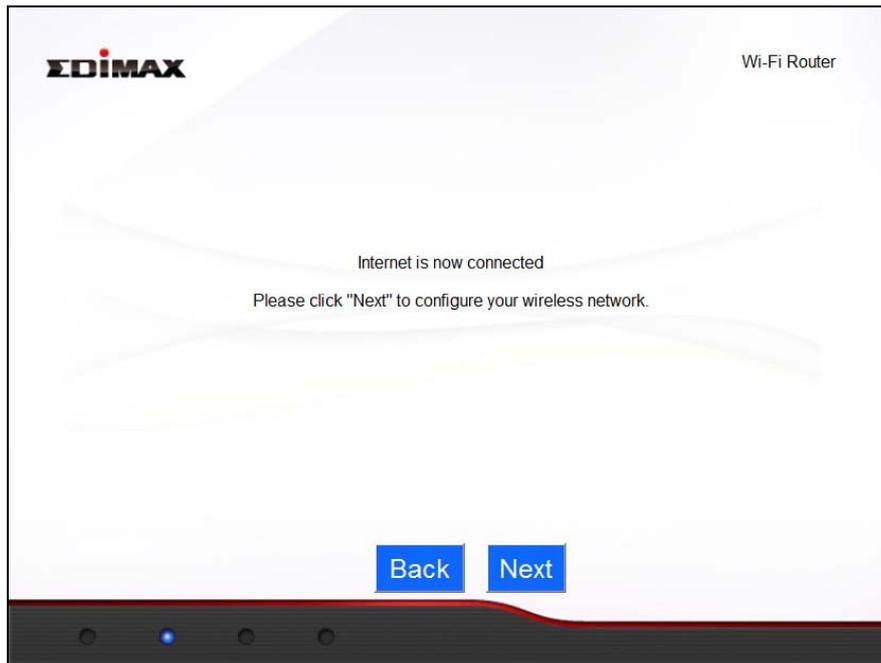 EDIMAX
Wi-Fi Router
Internet is now connected
Please click "Next" to configure your wireless network.
Back
Next